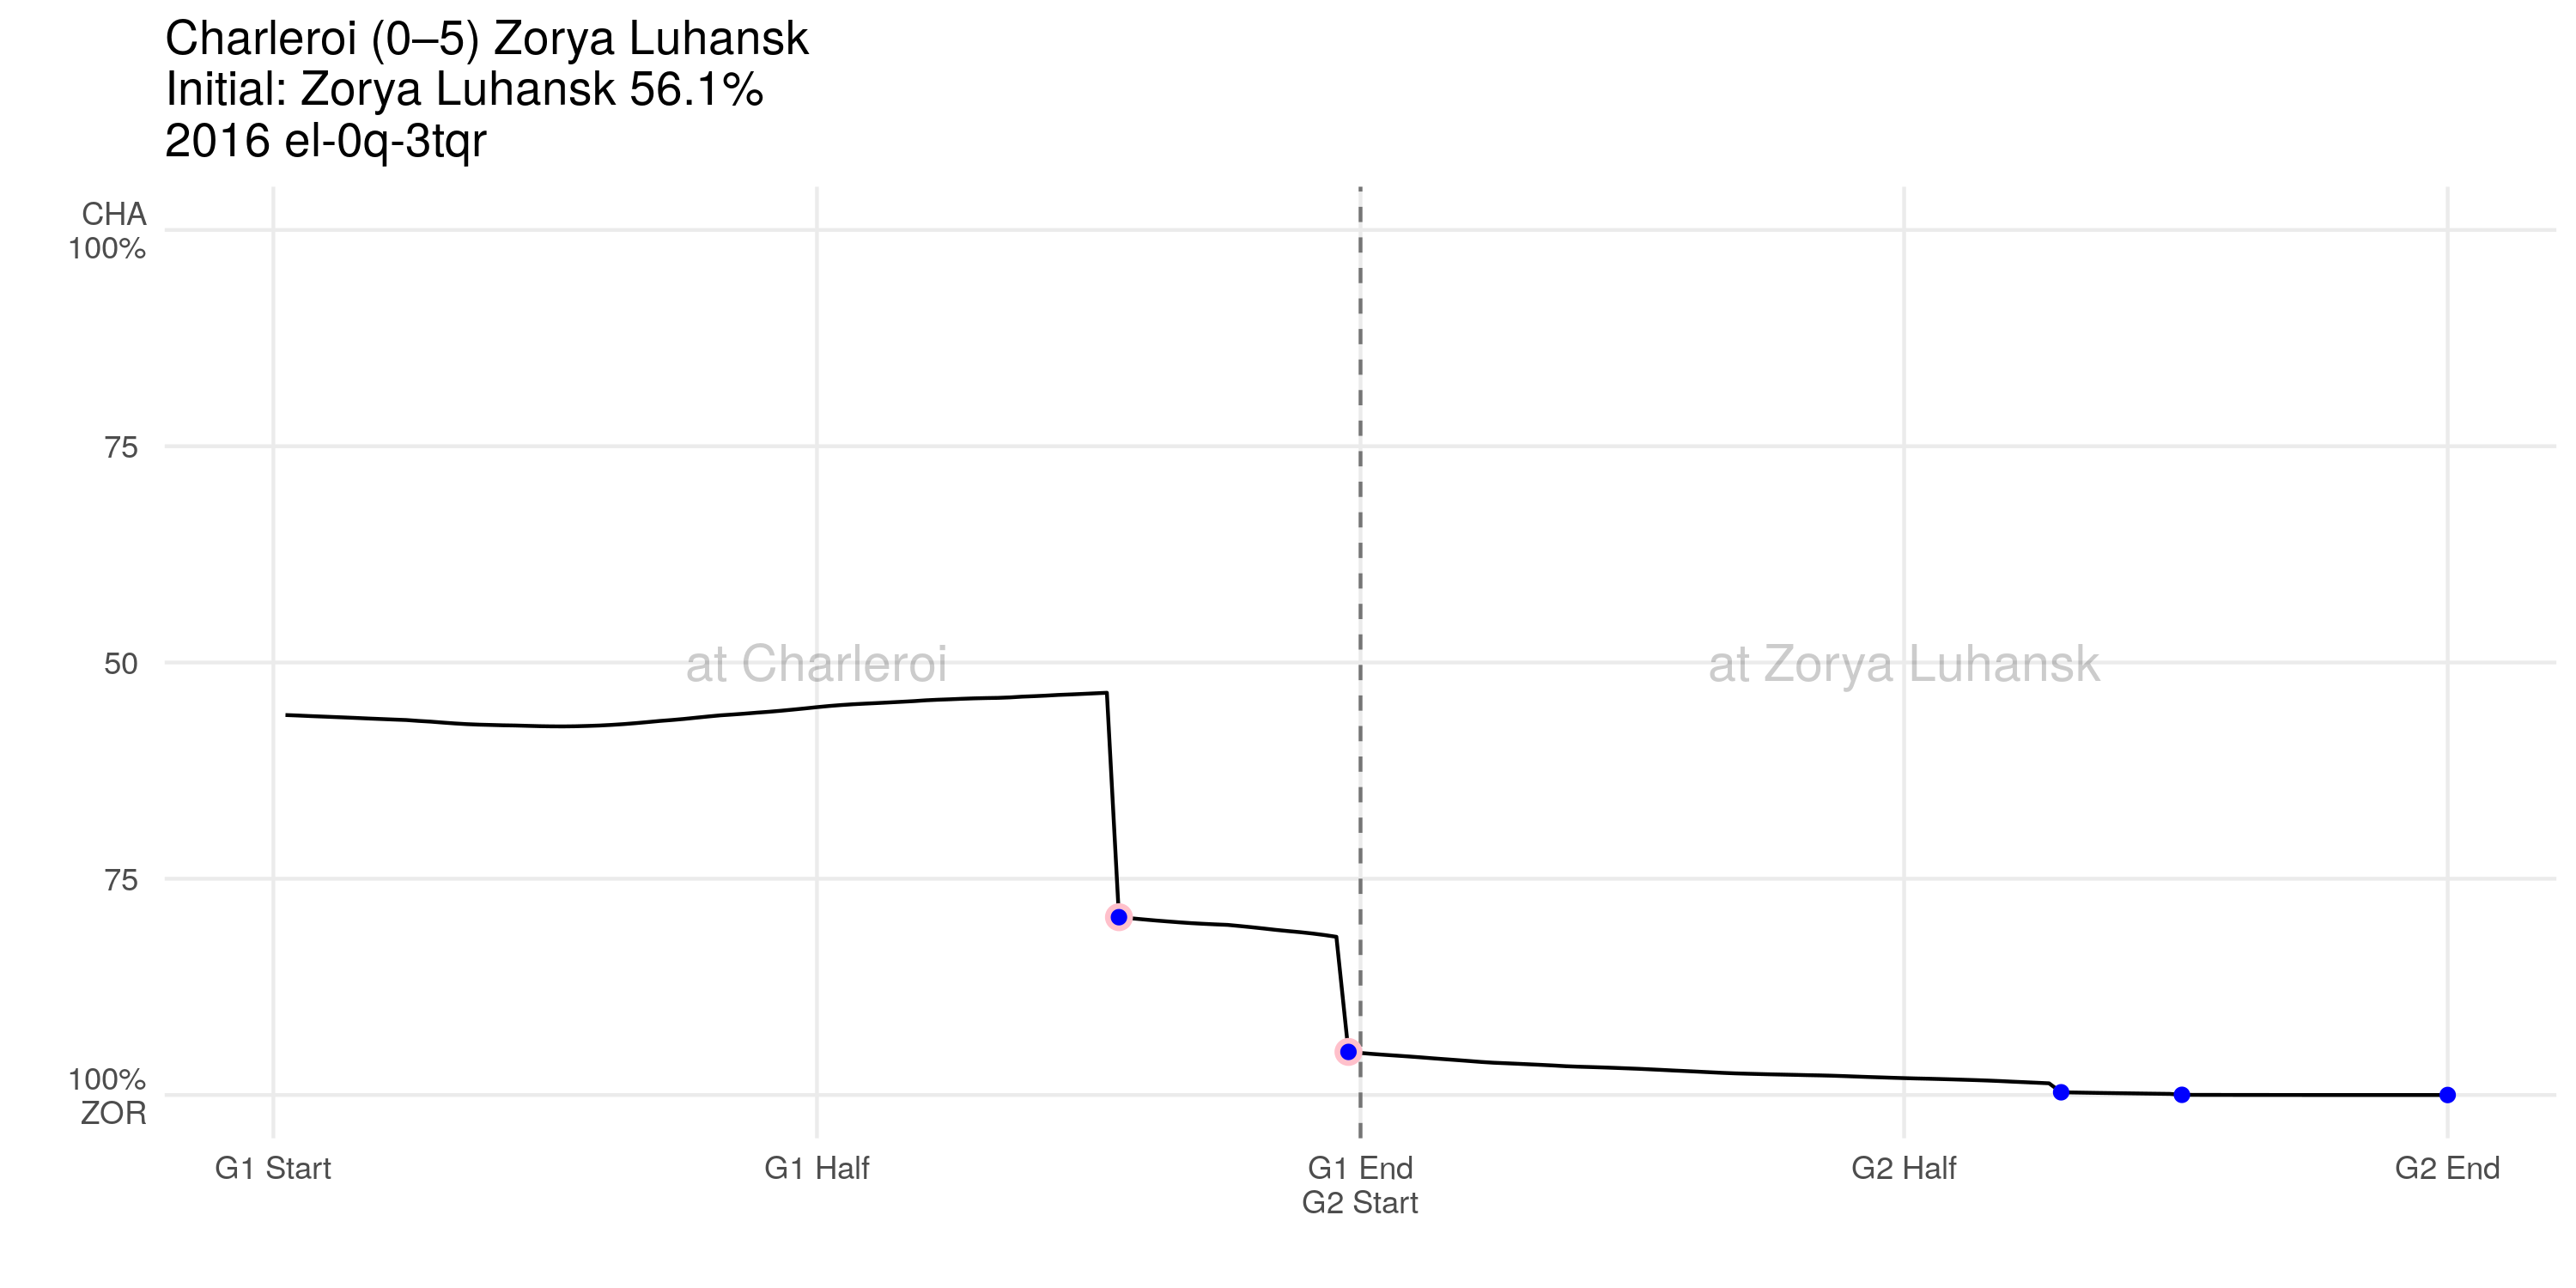 Charleroi (0–5) Zorya Luhansk
Initial: Zorya Luhansk 56.1%
2016 el-0q-3tqr
CHA
100%
75
50
75
100%
ZOR
at Charleroi
at Zorya Luhansk
G1 Start
G1 Half
G1 End
G2 Start
G2 Half
G2 End